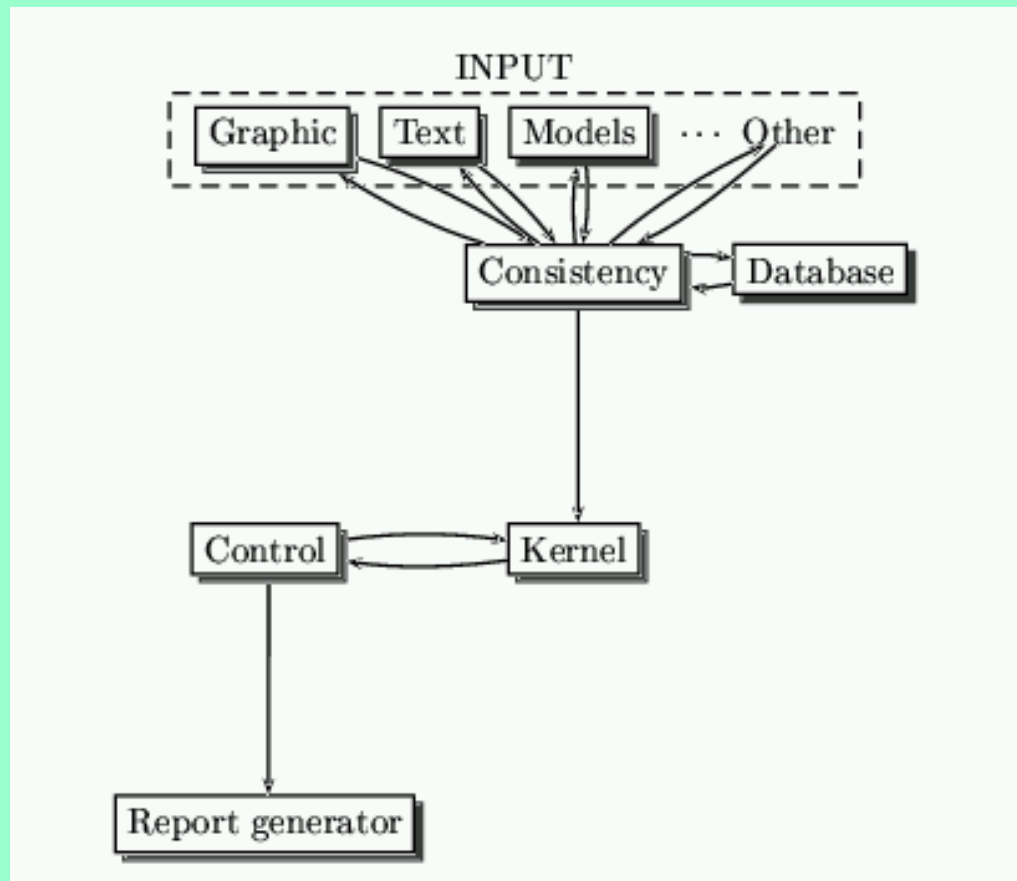 INPUT
Graphic Text Models ... Other
Consistency Database
Control Kernel
Report generator